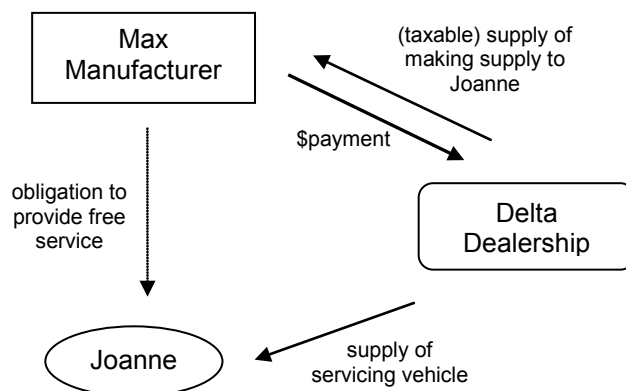 Max
Manufacturer
(taxable) supply of
making supply to
Joanne
$payment
obligation to
provide free
service
Delta
Dealership
Joanne
supply of
servicing vehicle